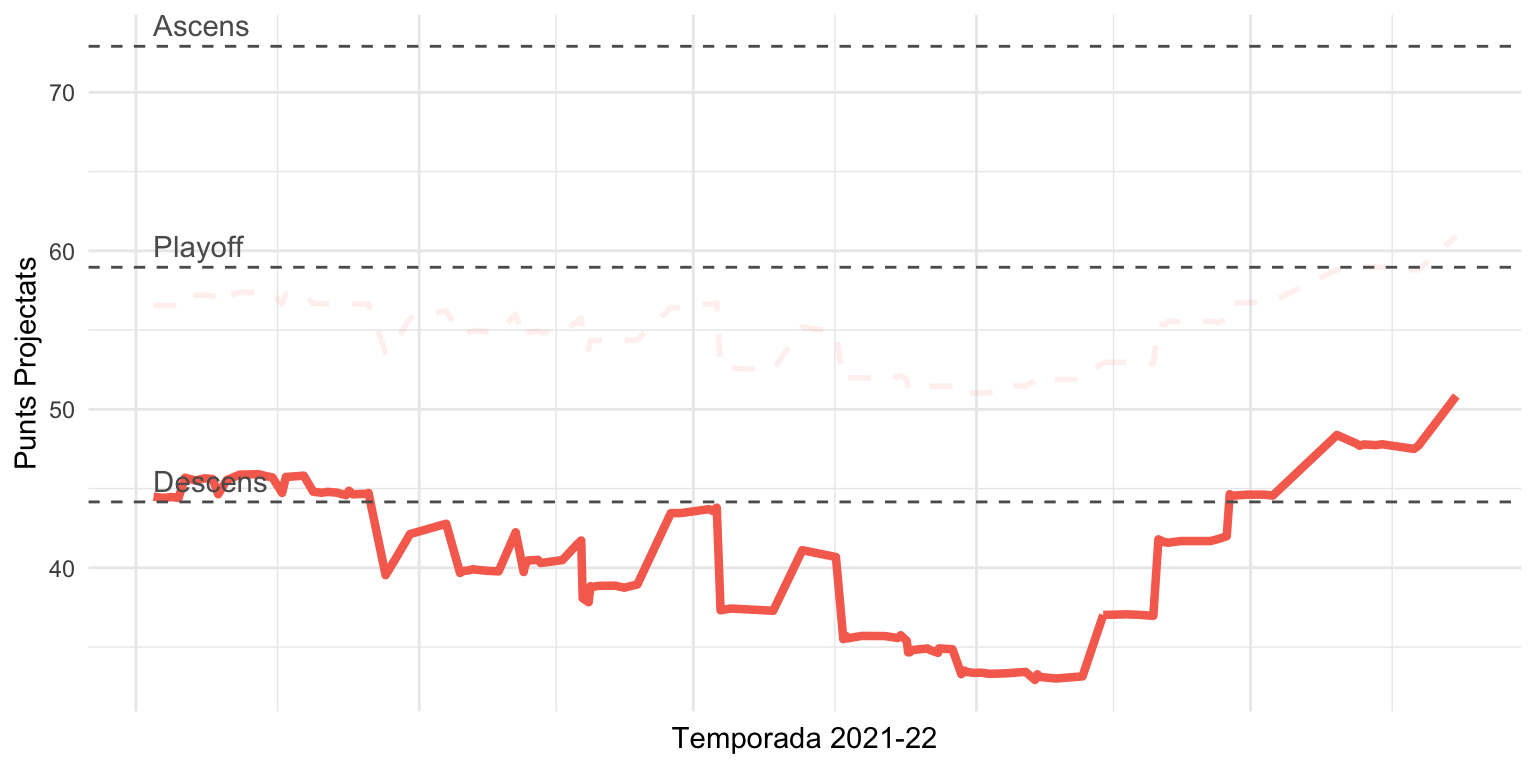 Ascens
70
Playoff
60
Punts Projectats
50
Descens
40
Temporada 2021-22